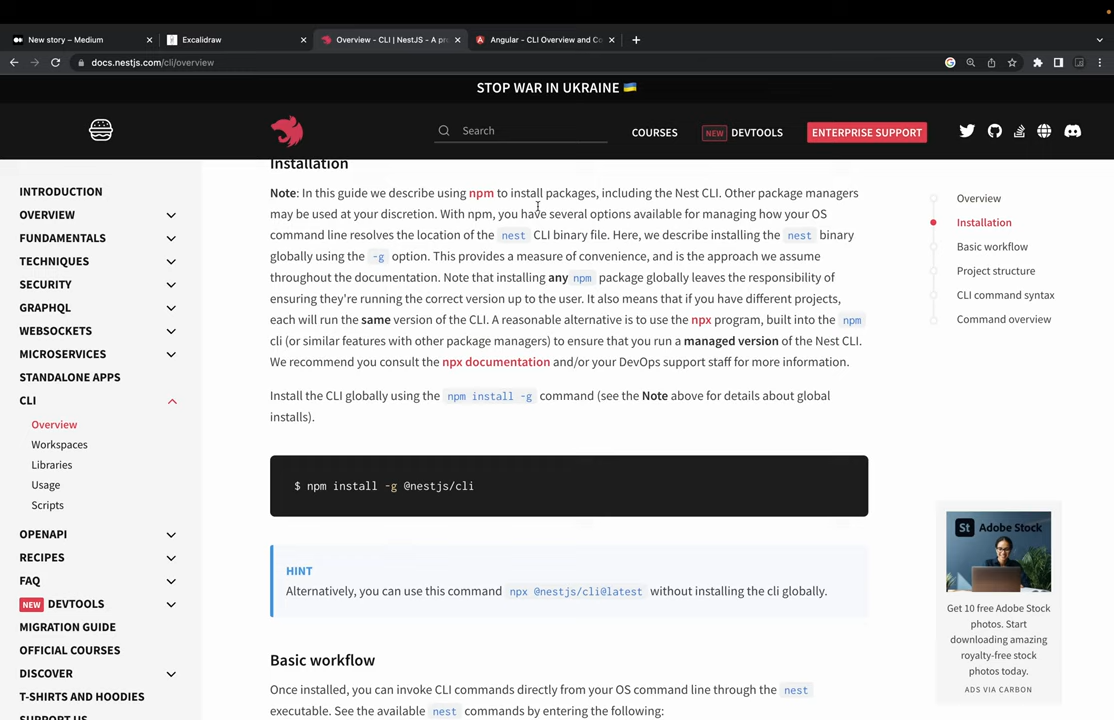 New story – Medium
Excalidraw
Overview - CLI | NestJS - A pr
Angular - CLI Overview and Co
docs.nestjs.com/cli/overview
STOP WAR IN UKRAINE 🇺🇦
Search
COURSES
NEW DEVTOOLS
ENTERPRISE SUPPORT
INTRODUCTION
OVERVIEW
FUNDAMENTALS
TECHNIQUES
SECURITY
GRAPHQL
WEBSOCKETS
MICROSERVICES
STANDALONE APPS
CLI
Overview
Workspaces
Libraries
Usage
Scripts
OPENAPI
RECIPES
FAQ
NEW DEVTOOLS
MIGRATION GUIDE
OFFICIAL COURSES
DISCOVER
T-SHIRTS AND HOODIES
SUPPORT US
Installation
Note: In this guide we describe using npm to install packages, including the Nest CLI. Other package managers
may be used at your discretion. With npm, you have several options available for managing how your OS
command line resolves the location of the nest CLI binary file. Here, we describe installing the nest binary
globally using the -g option. This provides a measure of convenience, and is the approach we assume
throughout the documentation. Note that installing any npm package globally leaves the responsibility of
ensuring they're running the correct version up to the user. It also means that if you have different projects,
each will run the same version of the CLI. A reasonable alternative is to use the npx program, built into the npm
cli (or similar features with other package managers) to ensure that you run a managed version of the Nest CLI.
We recommend you consult the npx documentation and/or your DevOps support staff for more information.
Install the CLI globally using the npm install -g command (see the Note above for details about global
installs).
$ npm install -g @nestjs/cli
HINT
Alternatively, you can use this command npx @nestjs/cli@latest without installing the cli globally.
Basic workflow
Once installed, you can invoke CLI commands directly from your OS command line through the nest
executable. See the available nest commands by entering the following:
Overview
Installation
Basic workflow
Project structure
CLI command syntax
Command overview
St Adobe Stock
Get 10 free Adobe Stock
photos. Start
downloading amazing
royalty-free stock
photos today.
ADS VIA CARBON